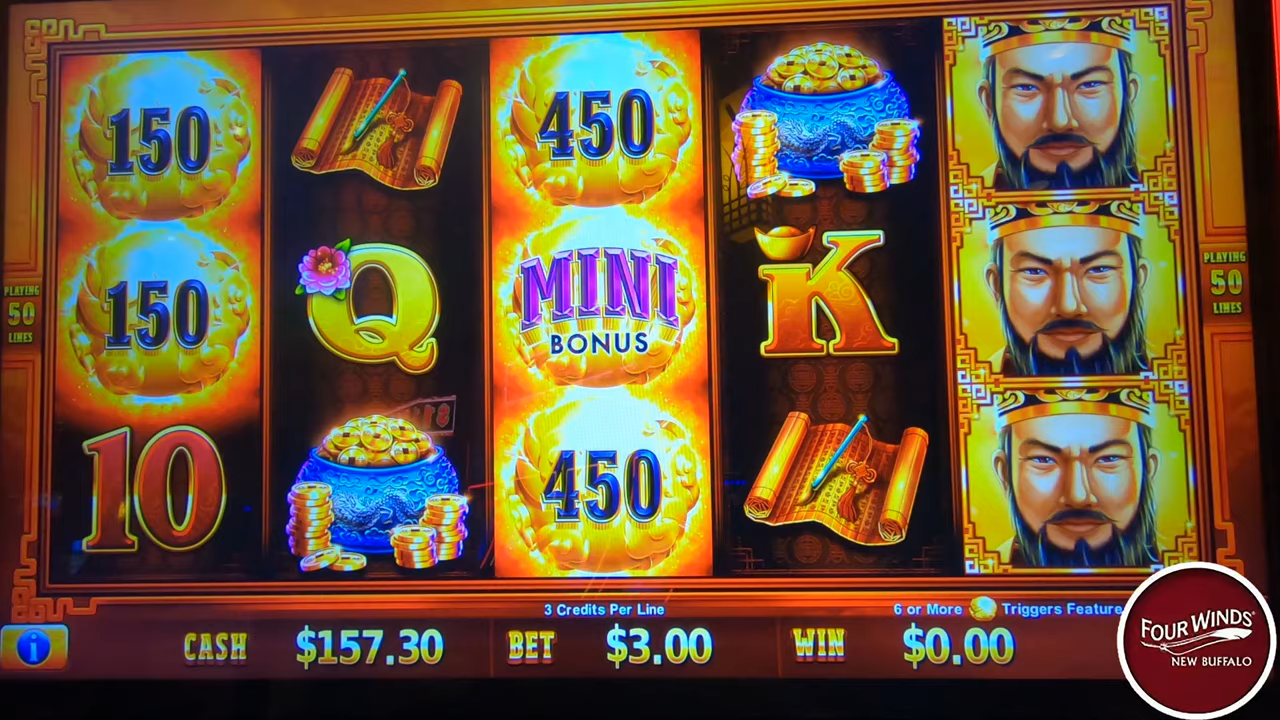 150
450
150
MINI
BONUS
Q
K
10
450
PLAYING
50
LINES
PLAYING
50
LINES
3 Credits Per Line
6 or More Triggers Feature
CASH $157.30
BET $3.00
WIN $0.00
i
FOUR WINDS®
NEW BUFFALO